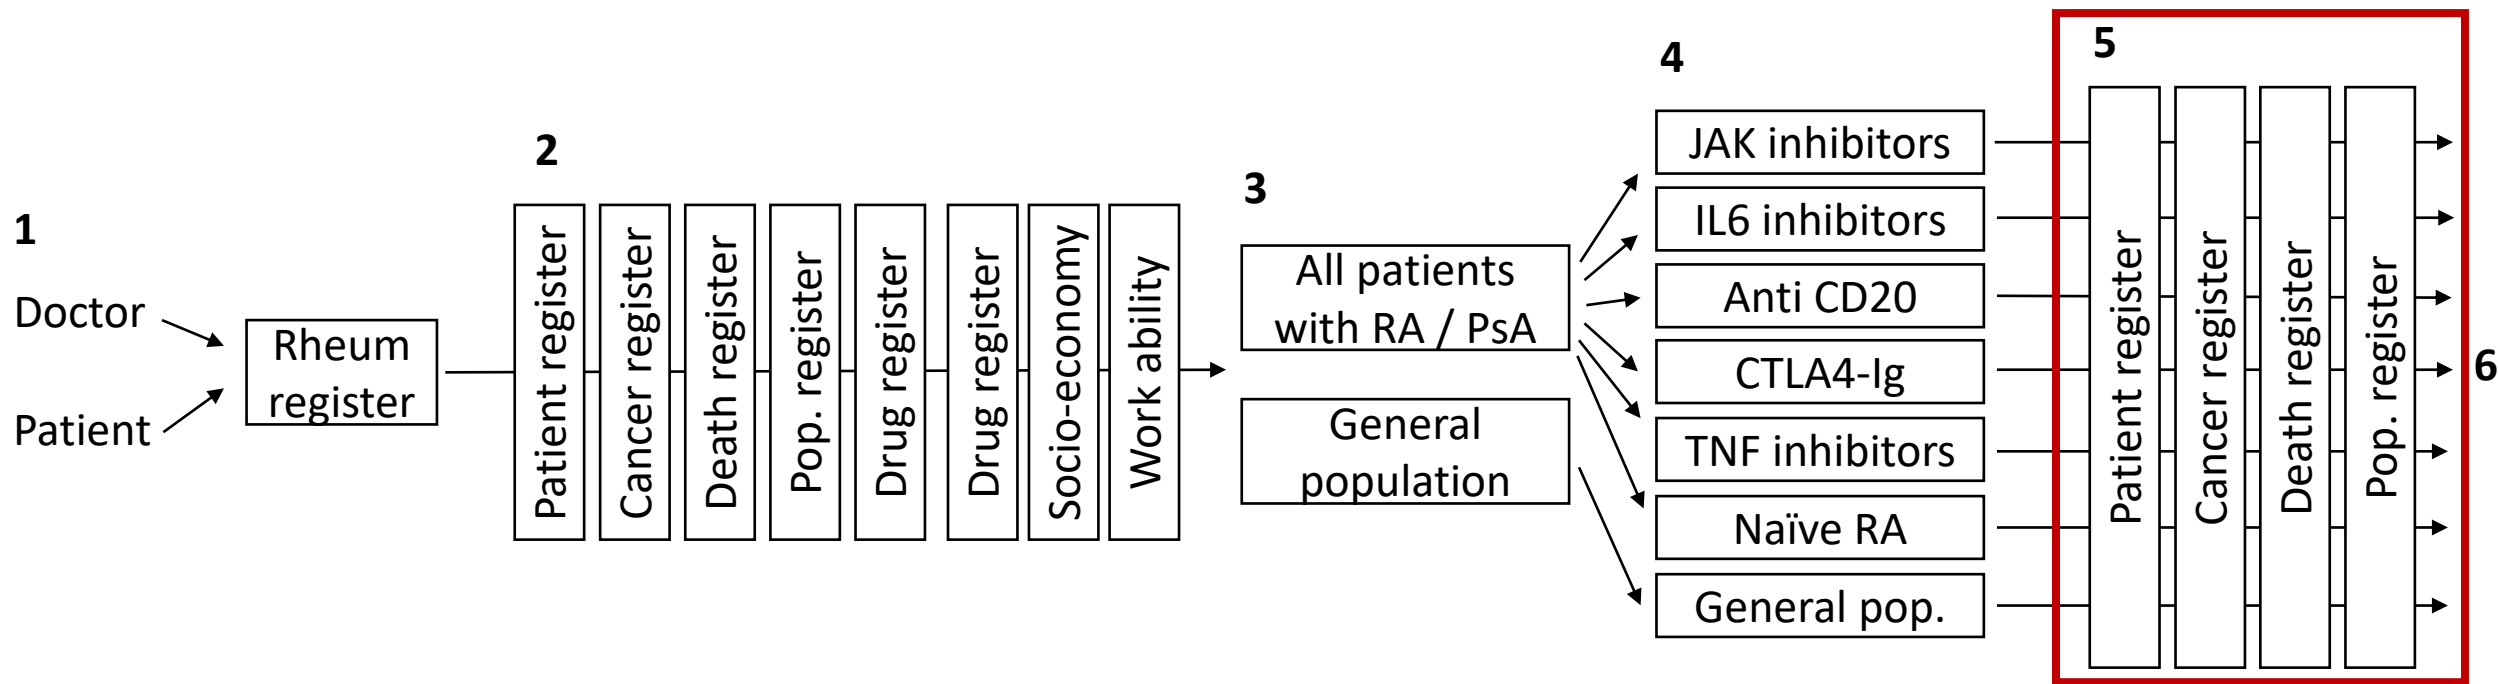 1
Doctor
Patient
Rheum
register
2
Patient register
Cancer register
Death register
Pop. register
Drug register
Drug register
Socio-economy
Work ability
3
All patients
with RA / PsA
General
population
4
JAK inhibitors
IL6 inhibitors
Anti CD20
CTLA4-Ig
TNF inhibitors
Naïve RA
General pop.
5
Patient register
Cancer register
Death register
Pop. register
6